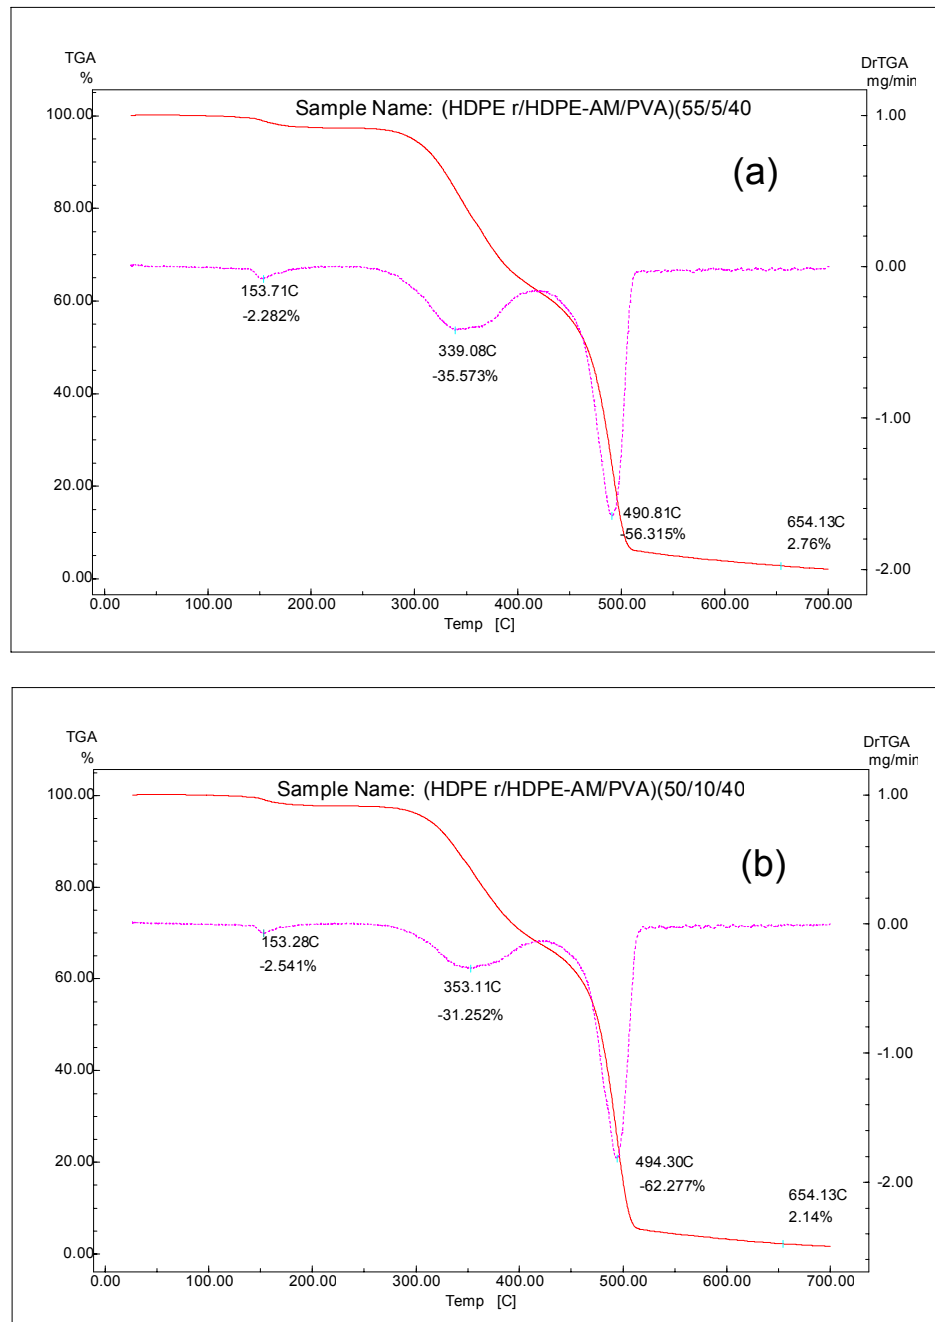 TGA
%
DrTGA
mg/min
Sample Name: (HDPE r/HDPE-AM/PVA)(55/5/40
(a)
100.00
80.00
60.00
40.00
20.00
0.00
1.00
0.00
-1.00
-2.00
153.71C
-2.282%
339.08C
-35.573%
490.81C
-56.315%
654.13C
2.76%
0.00 100.00 200.00 300.00 400.00 500.00 600.00 700.00
Temp [C]
TGA
%
DrTGA
mg/min
Sample Name: (HDPE r/HDPE-AM/PVA)(50/10/40
(b)
100.00
80.00
60.00
40.00
20.00
0.00
1.00
0.00
-1.00
-2.00
153.28C
-2.541%
353.11C
-31.252%
494.30C
-62.277%
654.13C
2.14%
0.00 100.00 200.00 300.00 400.00 500.00 600.00 700.00
Temp [C]